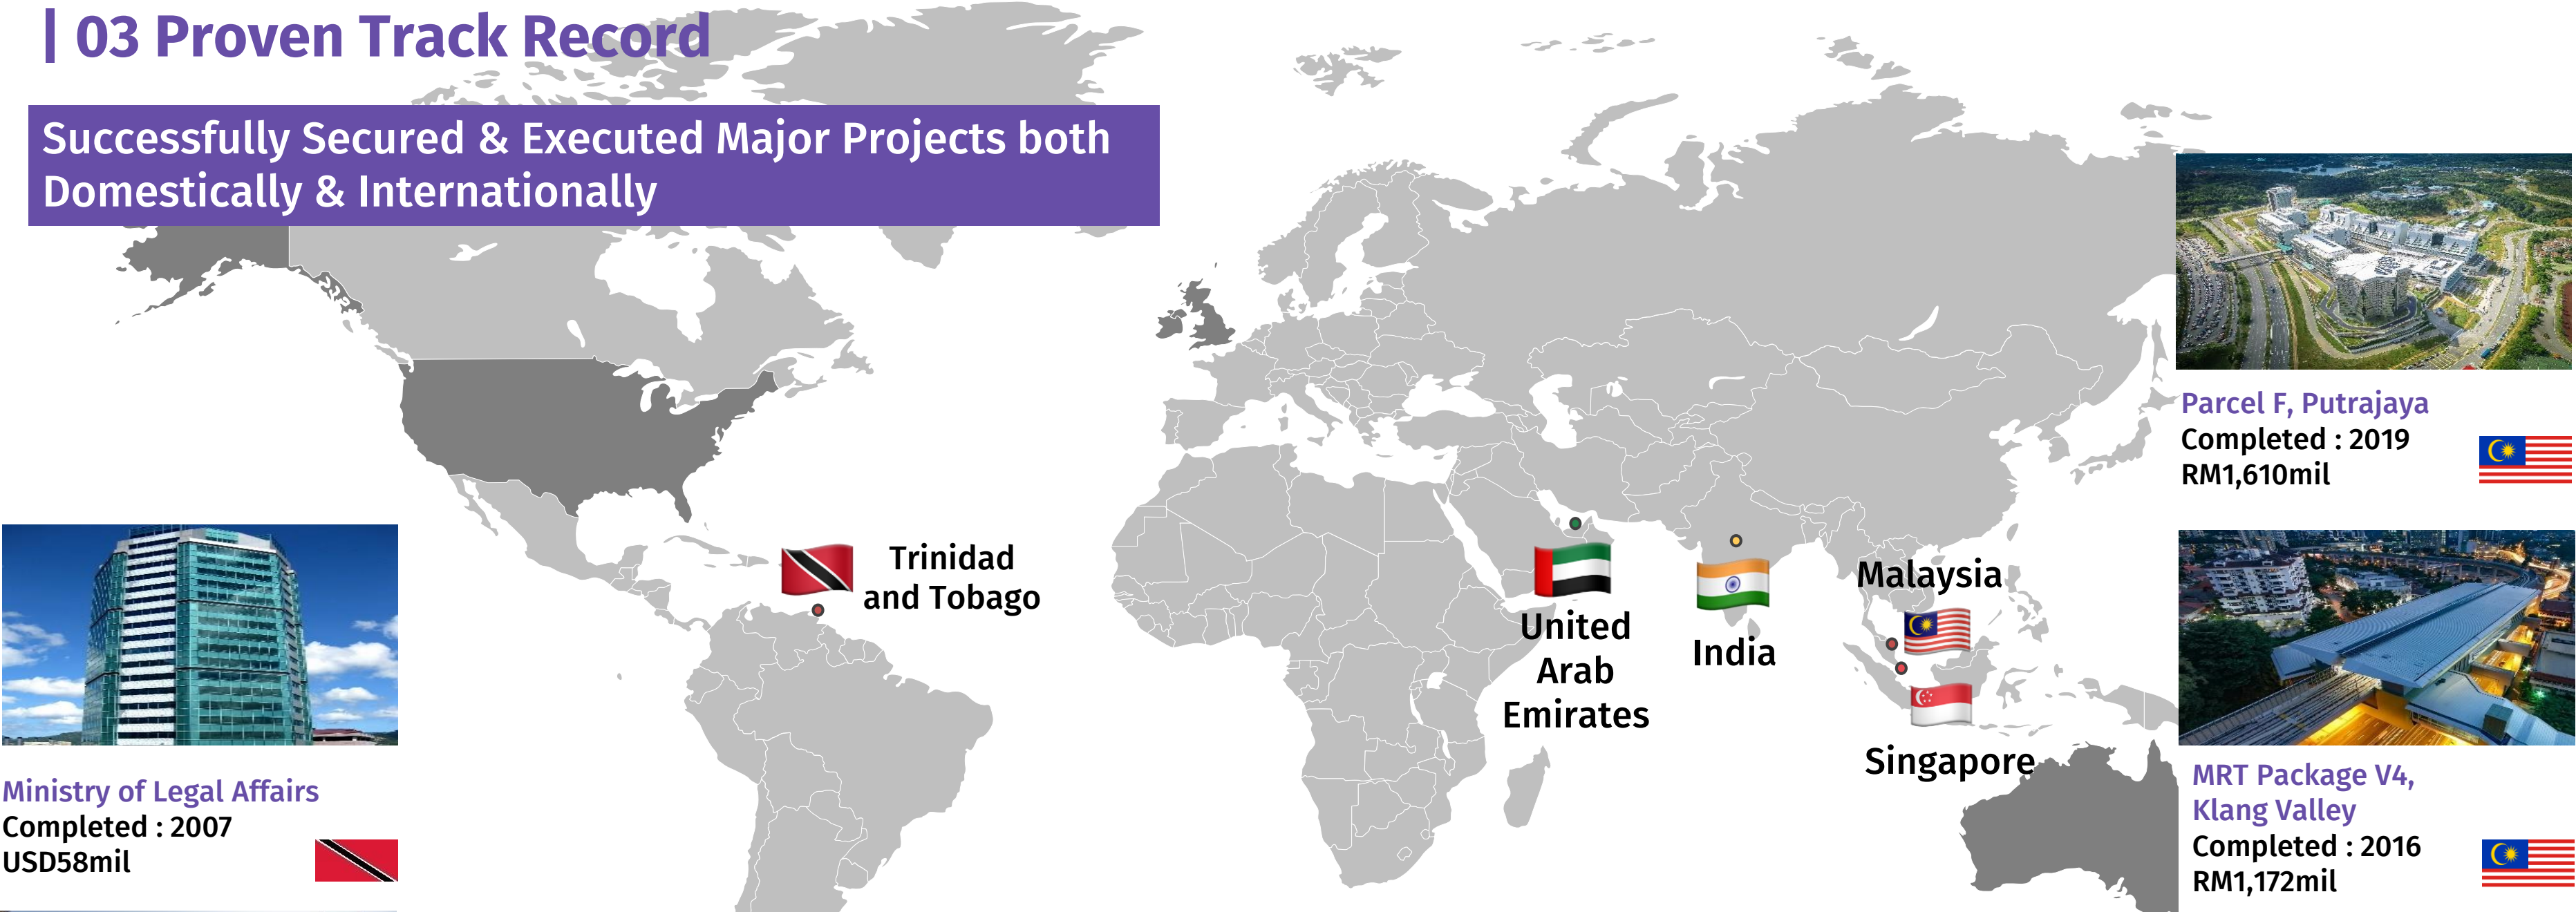 | 03 Proven Track Record
Successfully Secured & Executed Major Projects both
Domestically & Internationally
Parcel F, Putrajaya
Completed : 2019
RM1,610mil
Trinidad
and Tobago
United
Arab
Emirates
India
Malaysia
Singapore
Ministry of Legal Affairs
Completed : 2007
USD58mil
MRT Package V4,
Klang Valley
Completed : 2016
RM1,172mil